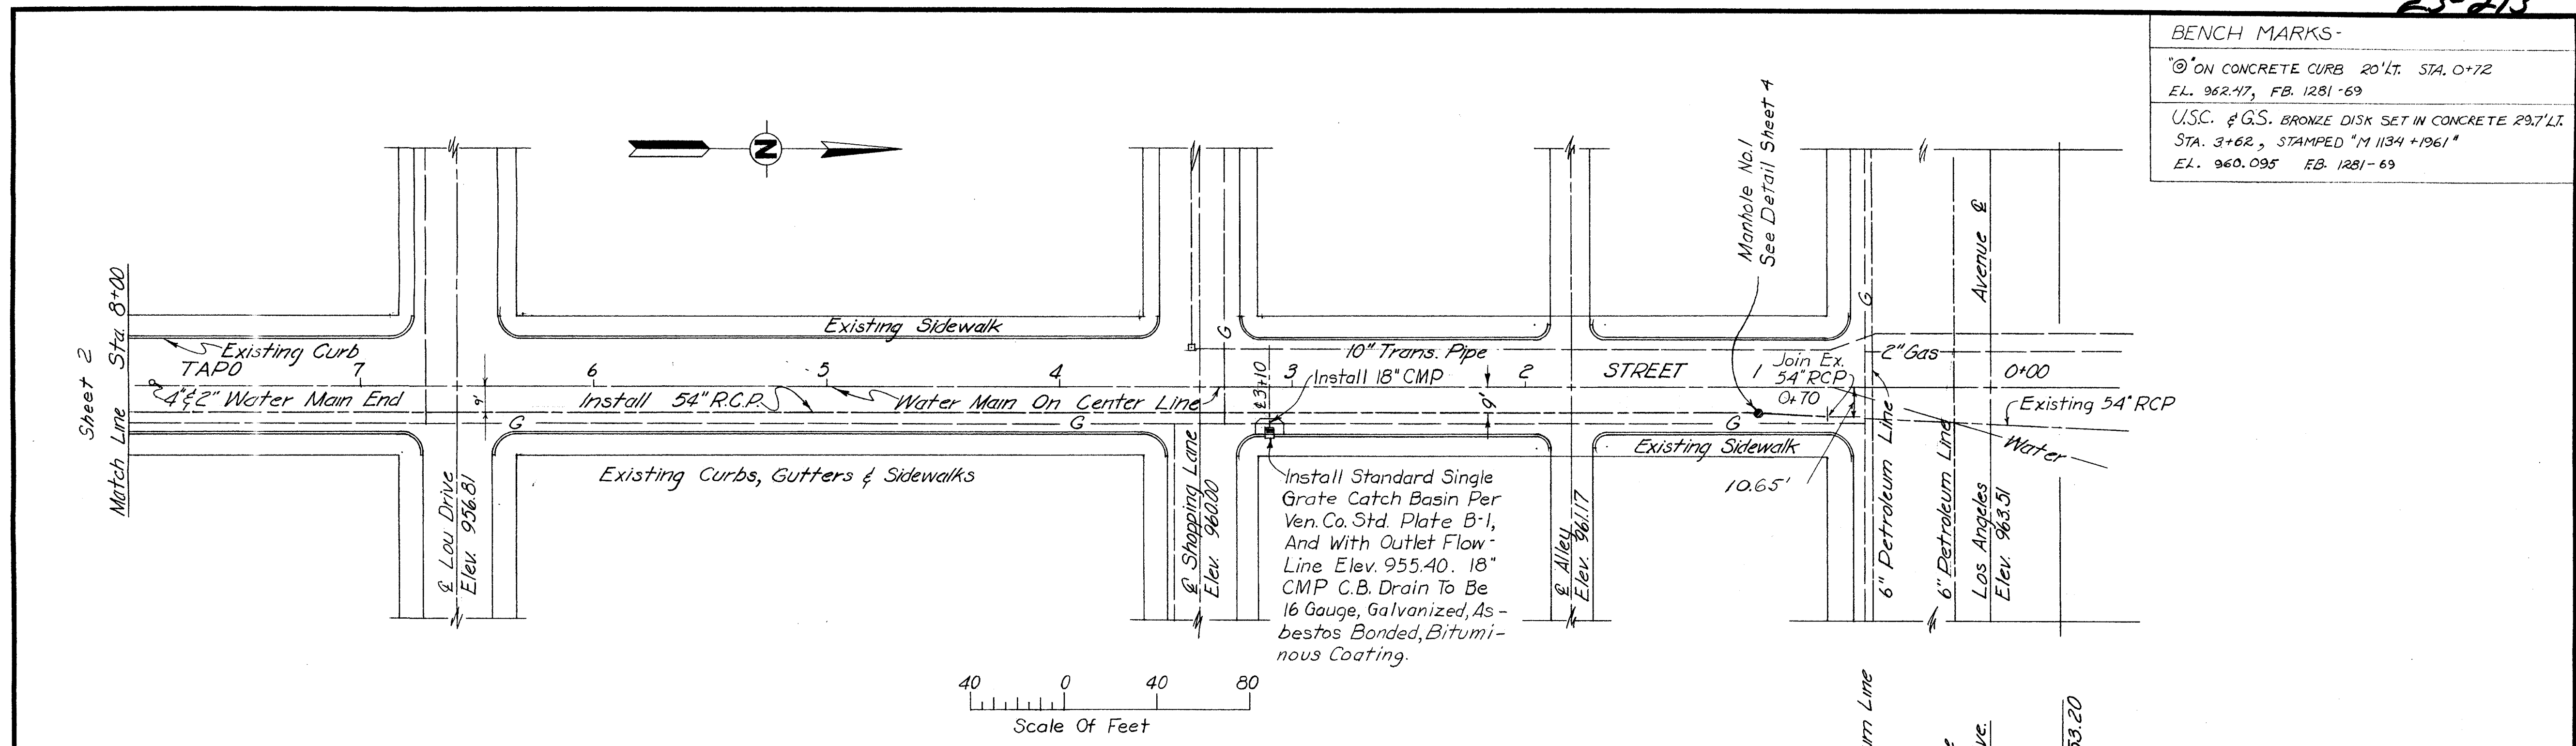 BENCH MARKS-
"⊚" ON CONCRETE CURB 20' LT. STA. 0+72
EL. 962.47, FB. 1281-69
U.S.C. & G.S. BRONZE DISK SET IN CONCRETE 29.7' LT.
STA. 3+62, STAMPED "M 1134 +1961"
EL. 960.095 F.B. 1281-69
N
Manhole No.1
See Detail Sheet 4
Avenue ℄
Sheet 2
Match Line Sta. 8+00
Existing Sidewalk
Existing Curb
TAPO
7
6
5
4
3
2
STREET
1
0+00
10" Trans. Pipe
Install 18" CMP
℄ 3+10
Join Ex.
54" RCP
0+70
2" Gas
4" & 2" Water Main End
9'
Install 54" R.C.P.
Water Main On Center Line
9'
Existing 54" RCP
Water
G
G
G
G
G
Existing Sidewalk
10.65'
Existing Curbs, Gutters & Sidewalks
℄ Lou Drive
Elev. 956.81
℄ Shopping Lane
Elev. 960.00
Install Standard Single
Grate Catch Basin Per
Ven. Co. Std. Plate B-1,
And With Outlet Flow-
Line Elev. 955.40. 18"
CMP C.B. Drain To Be
16 Gauge, Galvanized, As-
bestos Bonded, Bitumi-
nous Coating.
℄ Alley
Elev. 961.17
6" Petroleum Line
6" Petroleum Line
Los Angeles
Elev. 963.51
40 0 40 80
Scale Of Feet
Line
ve.
53.20